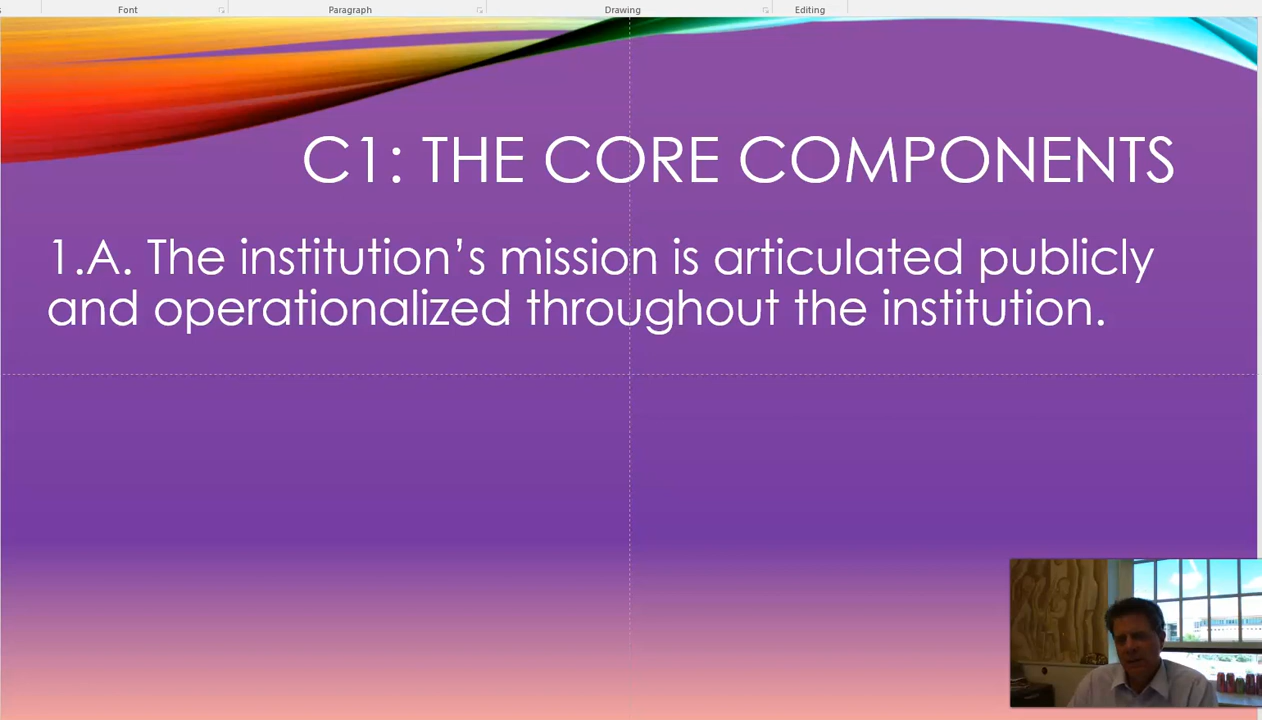 Font
Paragraph
Drawing
Editing
C1: THE CORE COMPONENTS
1.A. The institution’s mission is articulated publicly
and operationalized throughout the institution.